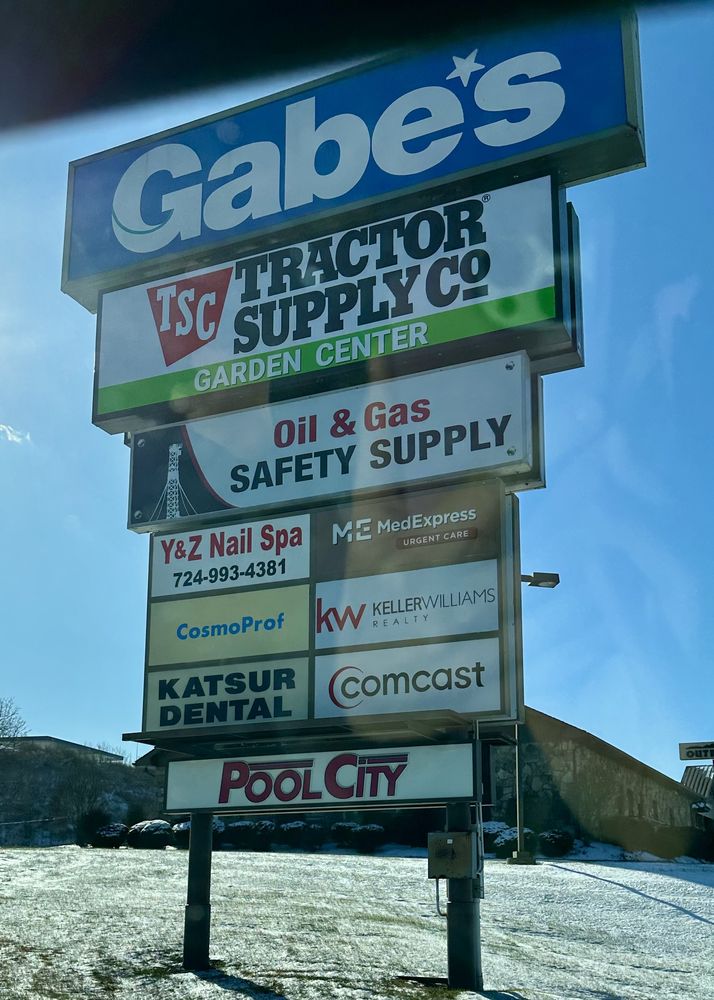 Gabe's
TSC
TRACTOR
SUPPLY CO
GARDEN CENTER
Oil & Gas
SAFETY SUPPLY
Y&Z Nail Spa
724-993-4381
ME MedExpress
URGENT CARE
CosmoProf
kw KELLERWILLIAMS
REALTY
KATSUR
DENTAL
comcast
POOL CITY